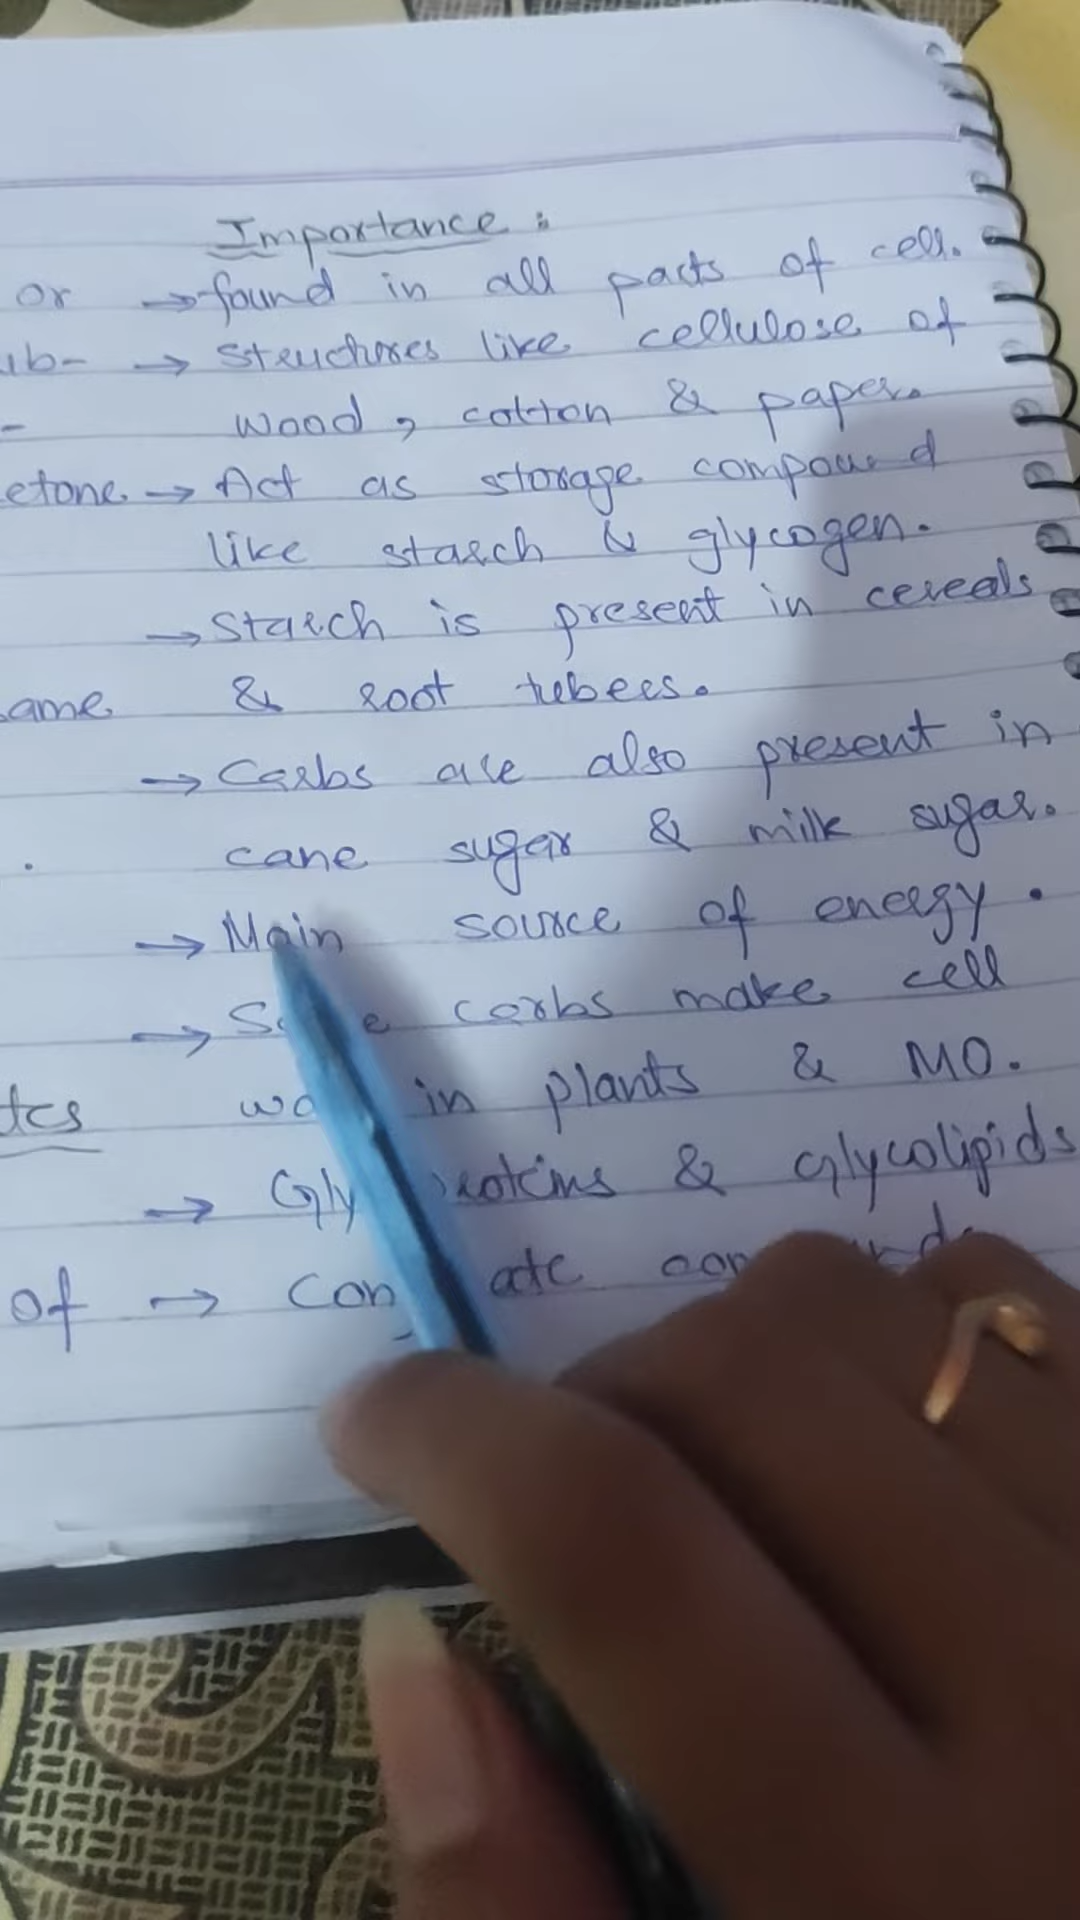 Importance :
or → found in all parts of cell.
ub- → Structures like cellulose of
- wood, cotton & paper.
etone. → Act as storage compound
like starch & glycogen.
→ Starch is present in cereals
ame & root tubers.
→ Carbs are also present in
. cane sugar & milk sugar.
→ Main source of energy.
→ carbs make cell
tes in plants & MO.
→ & Glycolipids
of →